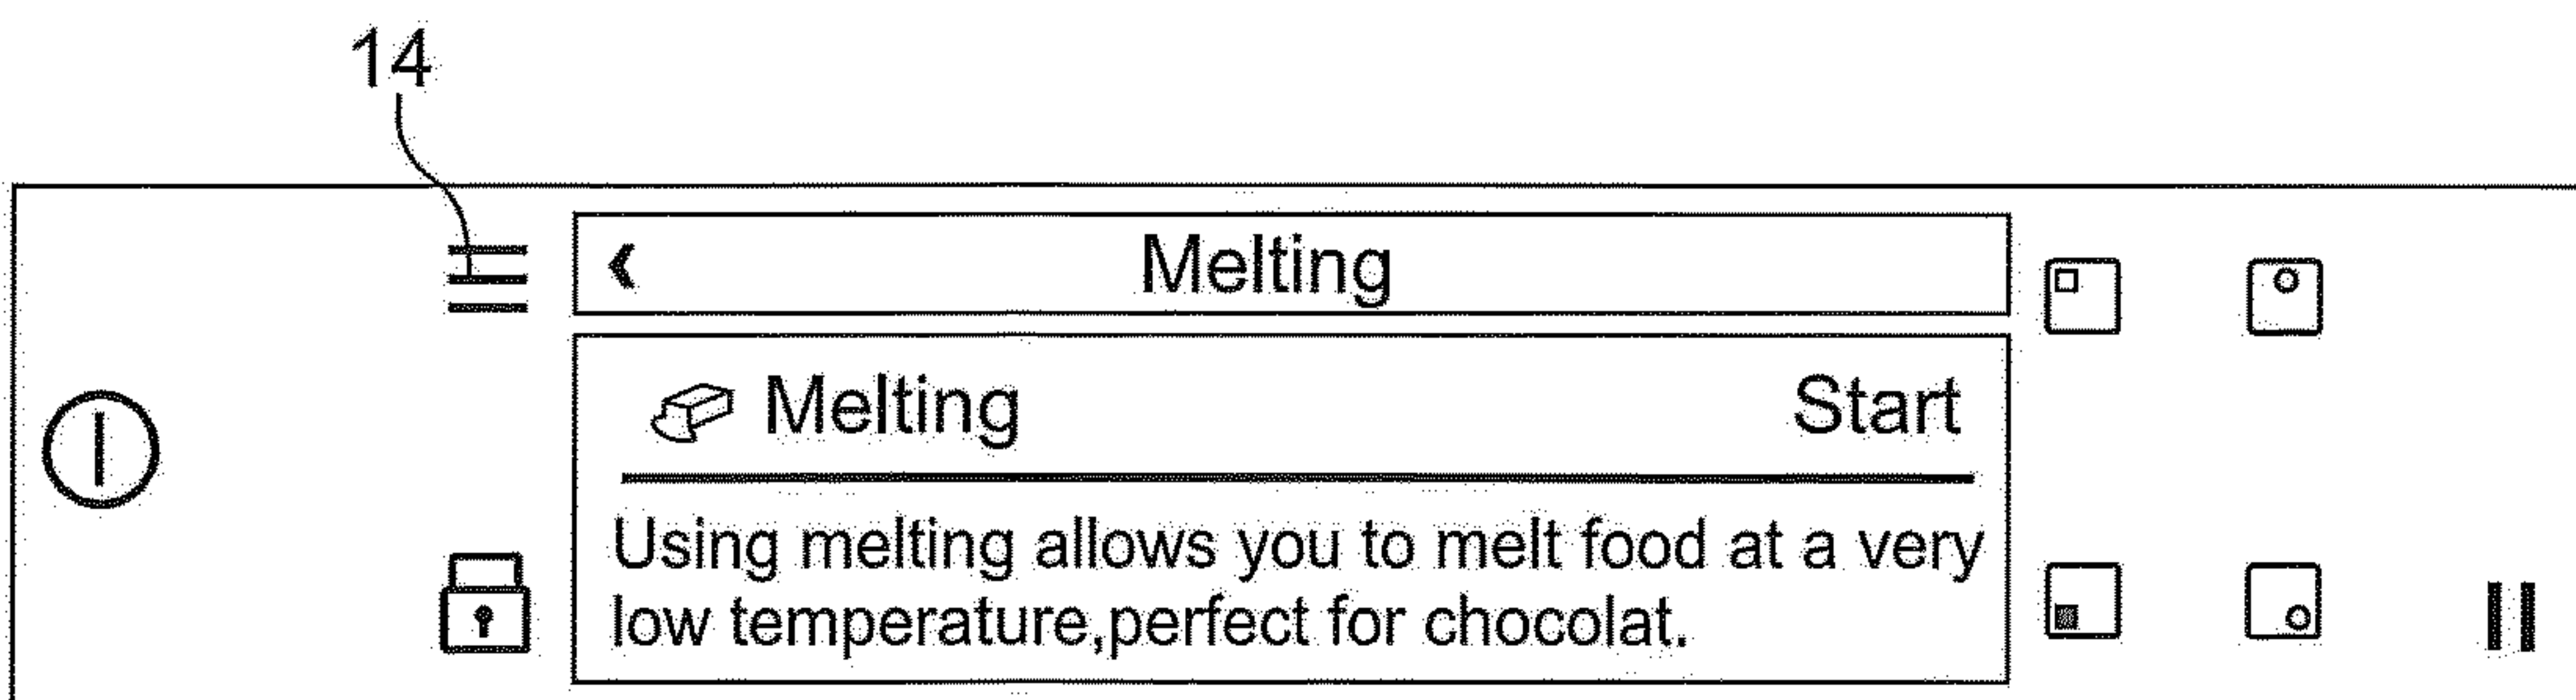 14
Melting
Melting Start
Using melting allows you to melt food at a very
low temperature,perfect for chocolat.